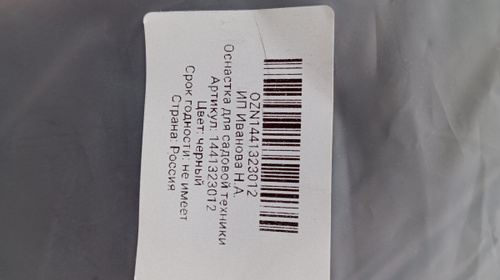 OZN1441323012
ИП Иванова Н.А.
Оснастка для садовой техники
Артикул: 1441323012
Цвет: черный
Срок годности: не имеет
Страна: Россия